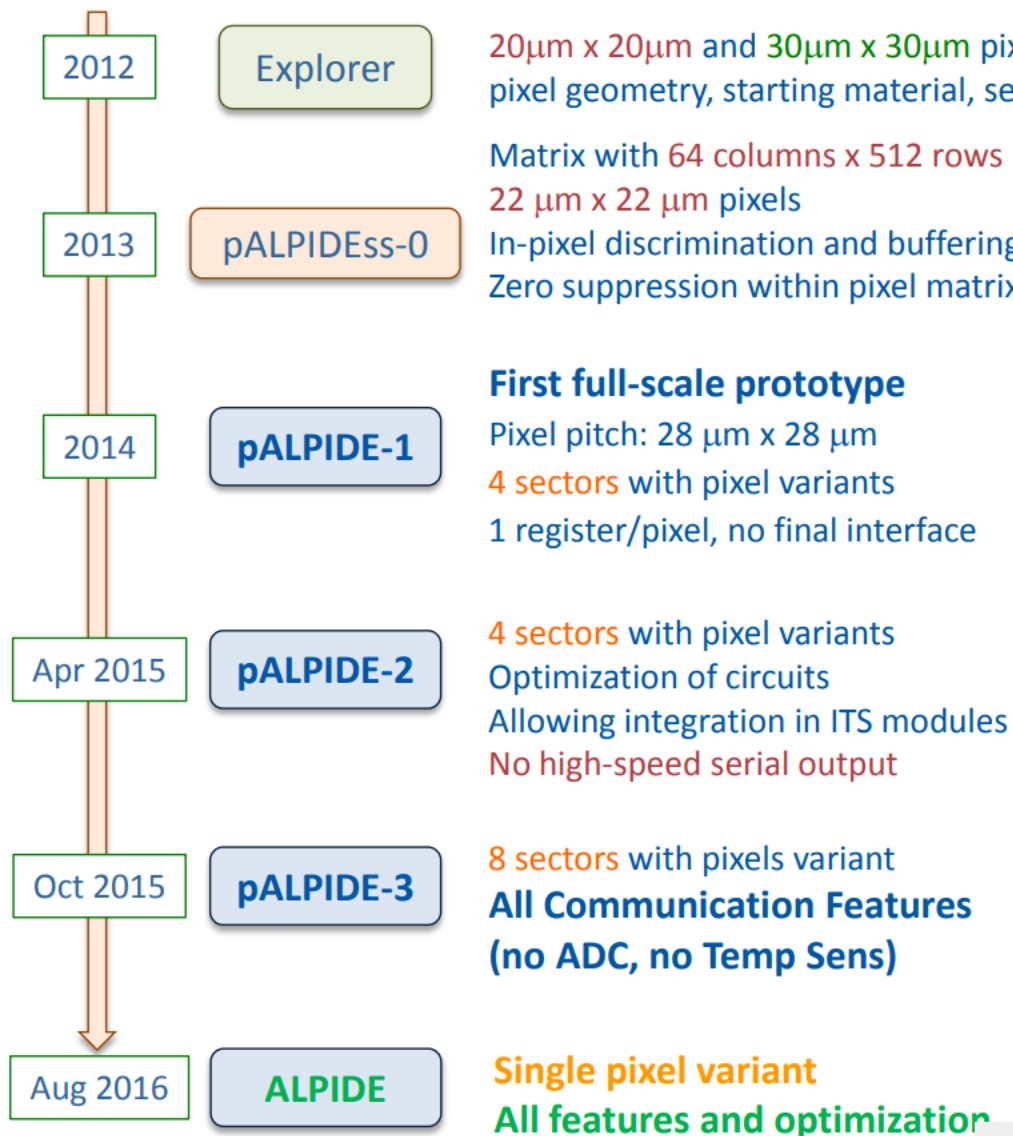 2012
Explorer
20μm x 20μm and 30μm x 30μm
pixel geometry, starting material,
Matrix with 64 columns x 512 rows
22 μm x 22 μm pixels
2013
pALPIDEss-0
In-pixel discrimination and buffering
Zero suppression within pixel matrix
First full-scale prototype
2014
pALPIDE-1
Pixel pitch: 28 μm x 28 μm
4 sectors with pixel variants
1 register/pixel, no final interface
Apr 2015
pALPIDE-2
4 sectors with pixel variants
Optimization of circuits
Allowing integration in ITS modules
No high-speed serial output
Oct 2015
pALPIDE-3
8 sectors with pixels variant
All Communication Features
(no ADC, no Temp Sens)
Aug 2016
ALPIDE
Single pixel variant
All features and optimization